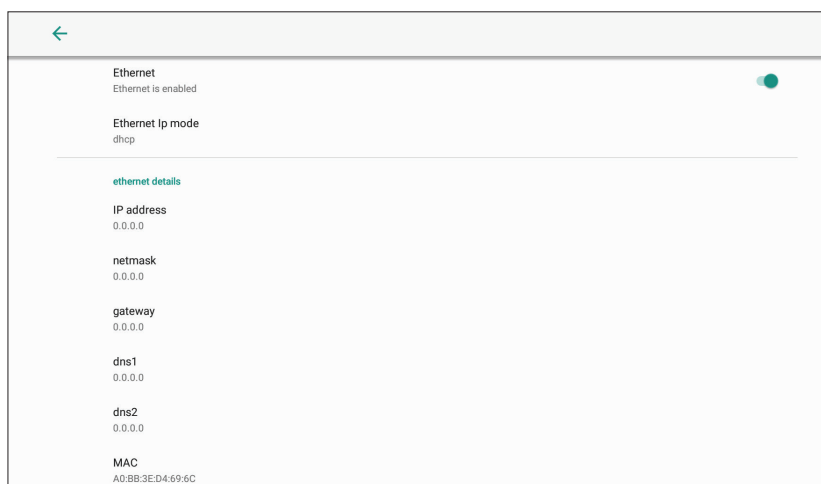 Ethernet
Ethernet is enabled
Ethernet Ip mode
dhcp
ethernet details
IP address
0.0.0.0
netmask
0.0.0.0
gateway
0.0.0.0
dns1
0.0.0.0
dns2
0.0.0.0
MAC
A0:BB:3E:D4:69:6C